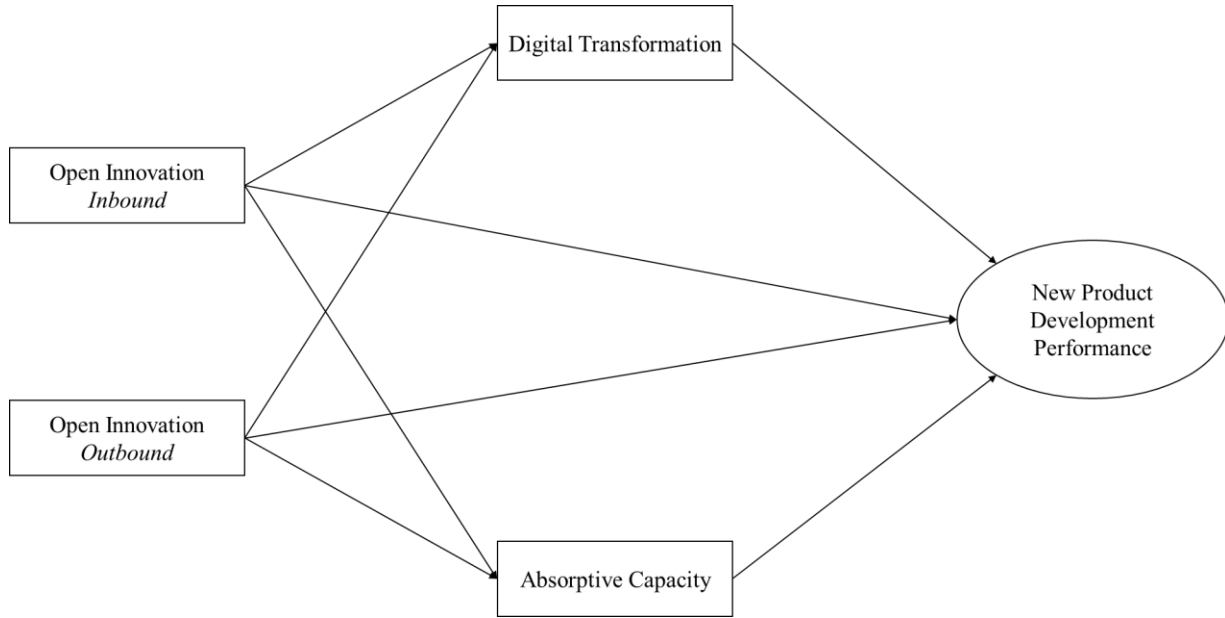 Digital Transformation
Open Innovation
Inbound
New Product
Development
Performance
Open Innovation
Outbound
Absorptive Capacity